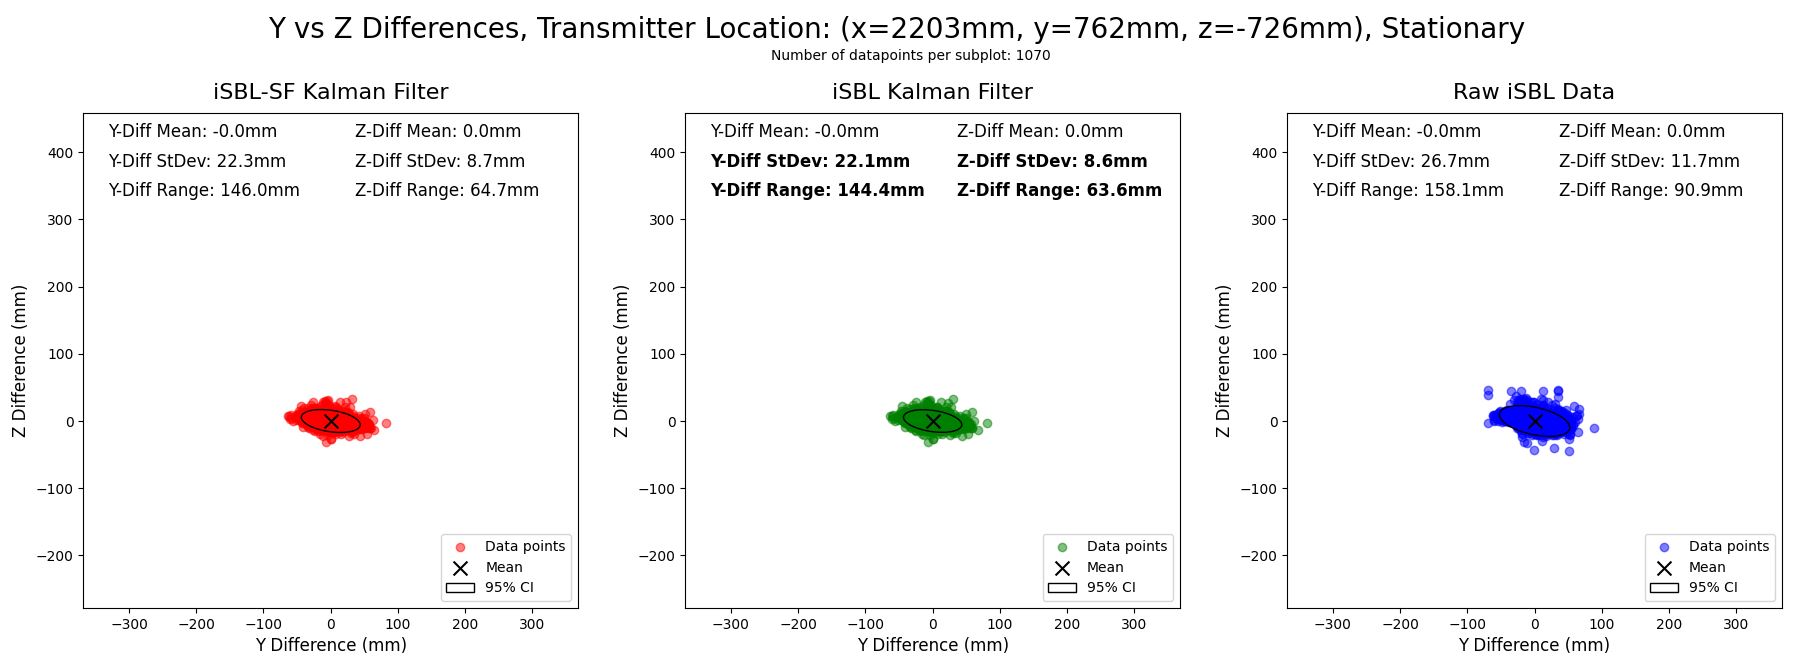 Y vs Z Differences, Transmitter Location: (x=2203mm, y=762mm, z=-726mm), Stationary
Number of datapoints per subplot: 1070
iSBL-SF Kalman Filter
Y-Diff Mean: -0.0mm Z-Diff Mean: 0.0mm
Y-Diff StDev: 22.3mm Z-Diff StDev: 8.7mm
Y-Diff Range: 146.0mm Z-Diff Range: 64.7mm
400
300
200
100
0
−100
−200
Z Difference (mm)
Data points
Mean
95% CI
−300 −200 −100 0 100 200 300
Y Difference (mm)
iSBL Kalman Filter
Y-Diff Mean: -0.0mm Z-Diff Mean: 0.0mm
Y-Diff StDev: 22.1mm Z-Diff StDev: 8.6mm
Y-Diff Range: 144.4mm Z-Diff Range: 63.6mm
400
300
200
100
0
−100
−200
Z Difference (mm)
Data points
Mean
95% CI
−300 −200 −100 0 100 200 300
Y Difference (mm)
Raw iSBL Data
Y-Diff Mean: -0.0mm Z-Diff Mean: 0.0mm
Y-Diff StDev: 26.7mm Z-Diff StDev: 11.7mm
Y-Diff Range: 158.1mm Z-Diff Range: 90.9mm
400
300
200
100
0
−100
−200
Z Difference (mm)
Data points
Mean
95% CI
−300 −200 −100 0 100 200 300
Y Difference (mm)